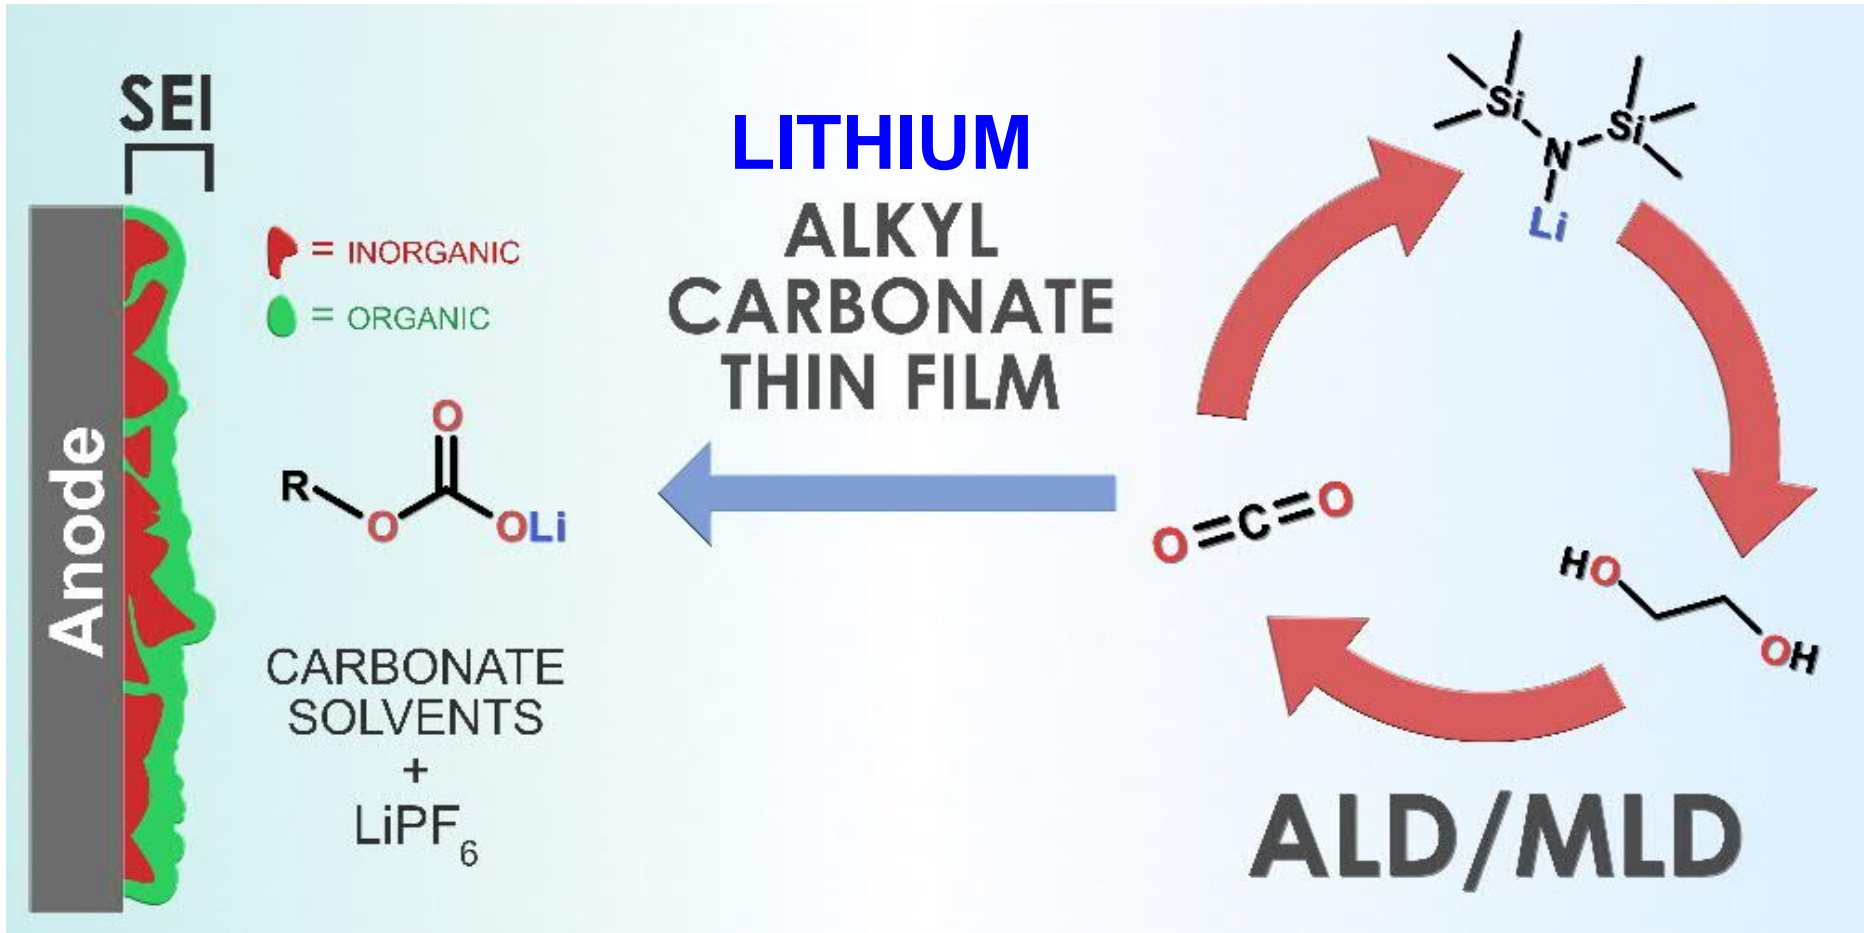 SEI
= INORGANIC
= ORGANIC
Anode
R
O
O
OLi
CARBONATE
SOLVENTS
+
LiPF6
LITHIUM
ALKYL
CARBONATE
THIN FILM
Si
Si
N
Li
O=C=O
HO
OH
ALD/MLD